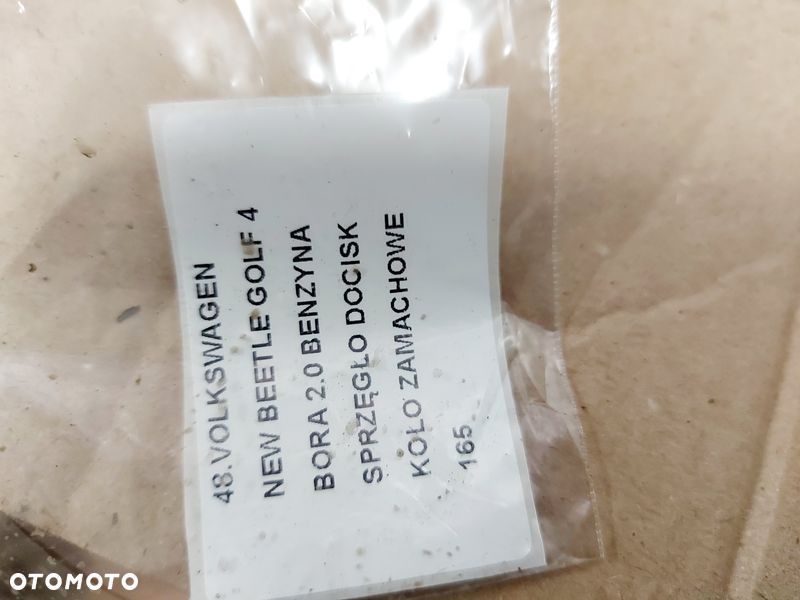 48.VOLKSWAGEN
NEW BEETLE GOLF 4
BORA 2.0 BENZYNA
SPRZĘGŁO DOCISK
KOŁO ZAMACHOWE
165
OTOMOTO